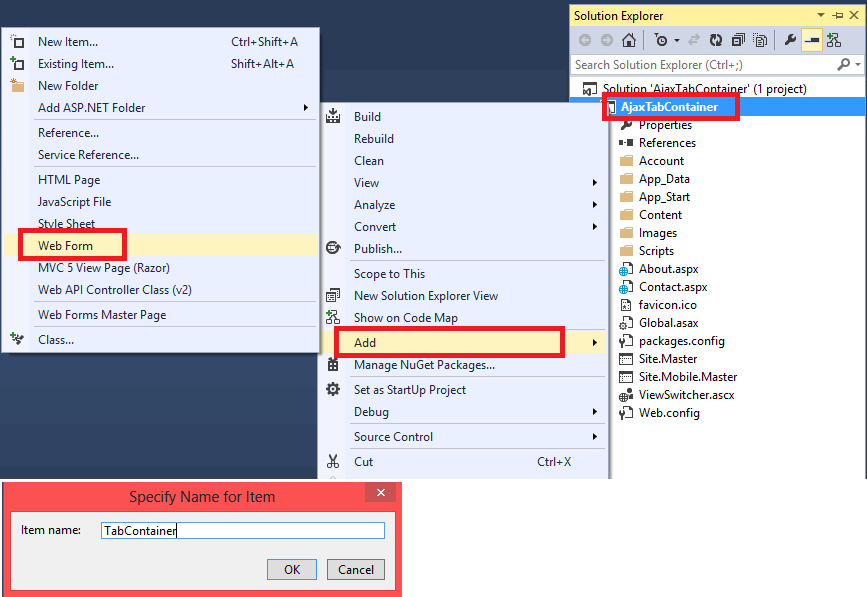 New Item... Ctrl+Shift+A
Existing Item... Shift+Alt+A
New Folder
Add ASP.NET Folder
Reference...
Service Reference...
HTML Page
JavaScript File
Style Sheet
Web Form
MVC 5 View Page (Razor)
Web API Controller Class (v2)
Web Forms Master Page
Class...
Build
Rebuild
Clean
View
Analyze
Convert
Publish...
Scope to This
New Solution Explorer View
Show on Code Map
Add
Manage NuGet Packages...
Set as StartUp Project
Debug
Source Control
Cut Ctrl+X
Solution Explorer
Search Solution Explorer (Ctrl+;)
Solution 'AjaxTabContainer' (1 project)
AjaxTabContainer
Properties
References
Account
App_Data
App_Start
Content
Images
Scripts
About.aspx
Contact.aspx
favicon.ico
Global.asax
packages.config
Site.Master
Site.Mobile.Master
ViewSwitcher.ascx
Web.config
Specify Name for Item
Item name: TabContainer
OK Cancel